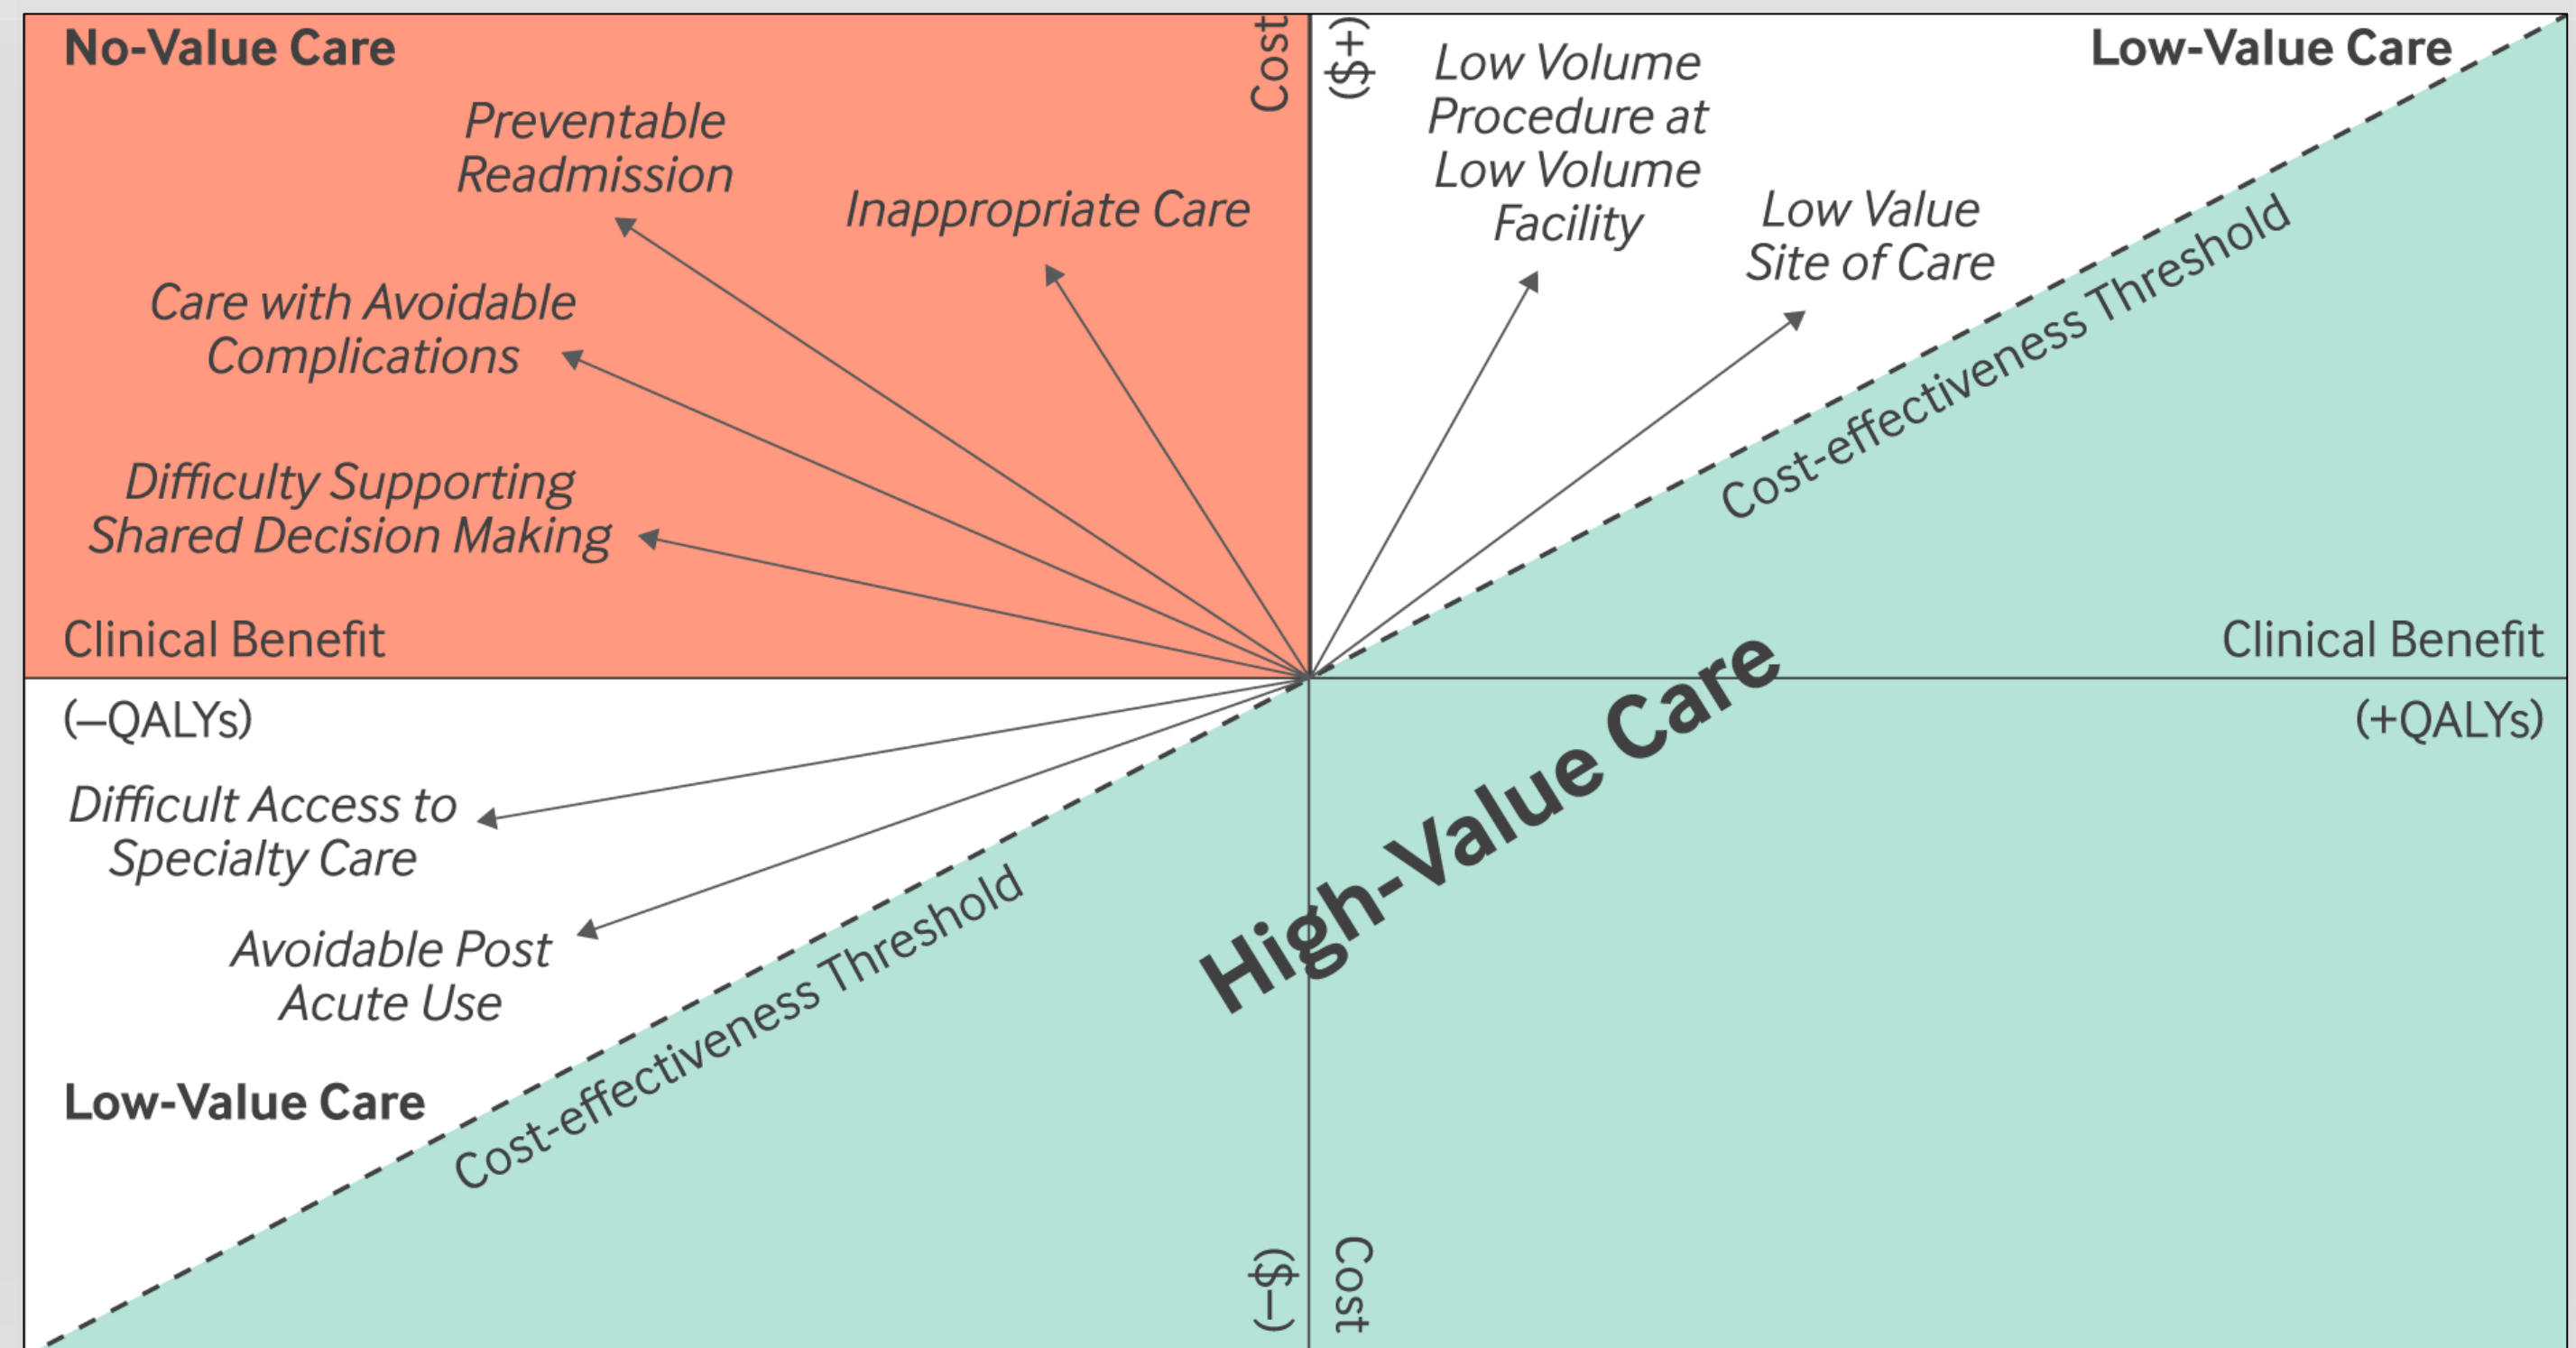 No-Value Care
Cost
($+)
Low-Value Care
Preventable
Readmission
Inappropriate Care
Care with Avoidable
Complications
Difficulty Supporting
Shared Decision Making
Low Volume
Procedure at
Low Volume
Facility
Low Value
Site of Care
Cost-effectiveness Threshold
Clinical Benefit
Clinical Benefit
(–QALYs)
(+QALYs)
High-Value Care
Difficult Access to
Specialty Care
Avoidable Post
Acute Use
Low-Value Care
Cost-effectiveness Threshold
($–)
Cost